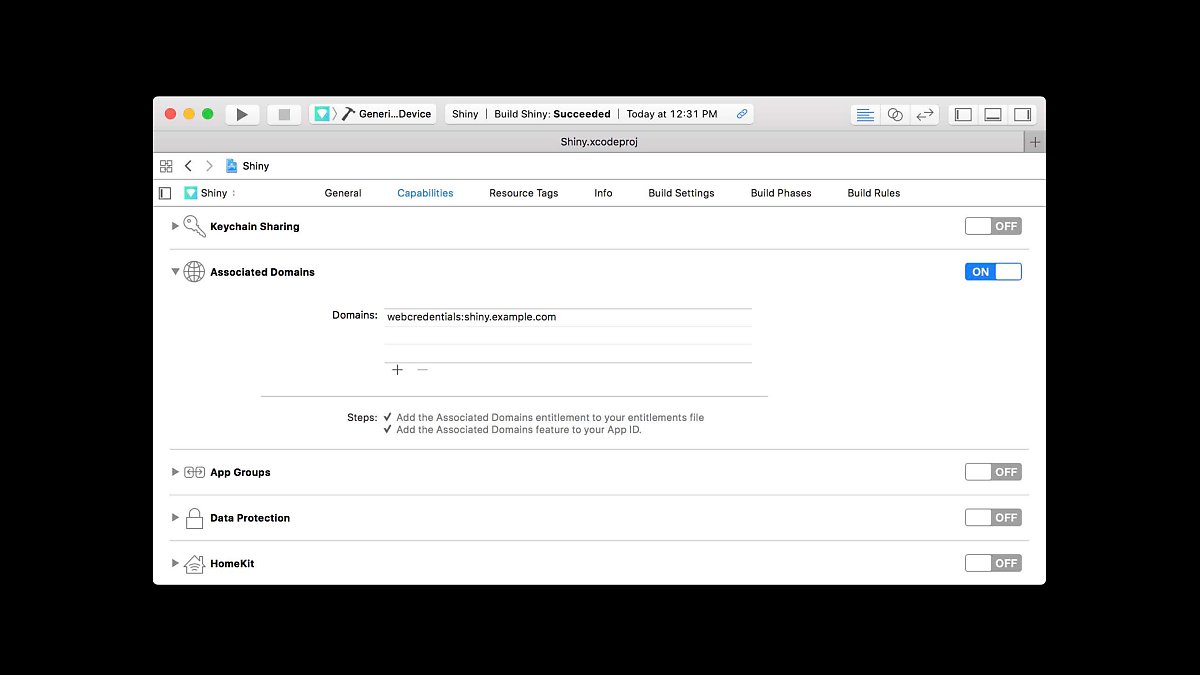 Generi...Device
Shiny | Build Shiny: Succeeded | Today at 12:31 PM
Shiny.xcodeproj
Shiny
Shiny
General
Capabilities
Resource Tags
Info
Build Settings
Build Phases
Build Rules
Keychain Sharing
OFF
Associated Domains
ON
Domains:
webcredentials:shiny.example.com
Steps: ✓ Add the Associated Domains entitlement to your entitlements file
✓ Add the Associated Domains feature to your App ID.
App Groups
OFF
Data Protection
OFF
HomeKit
OFF